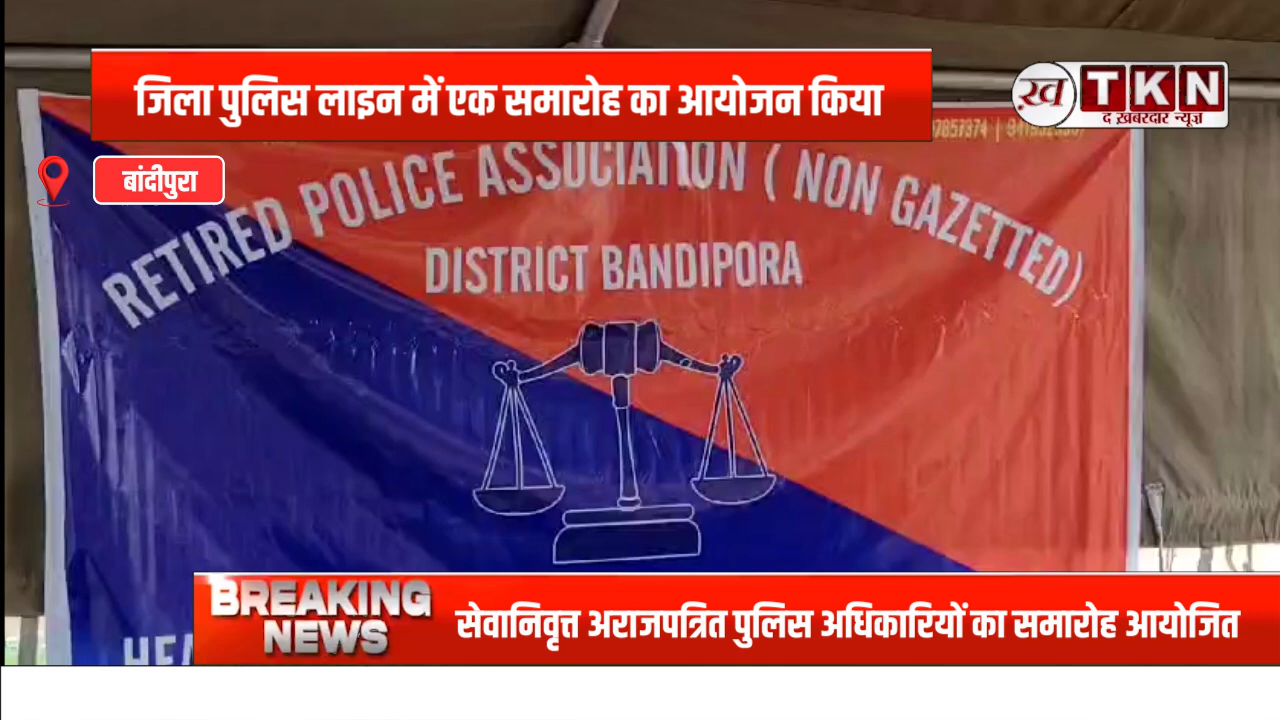 जिला पुलिस लाइन में एक समारोह का आयोजन किया
ख़ TKN
द ख़बरदार न्यूज़
बांदीपुरा
RETIRED POLICE ASSOCIATION ( NON GAZETTED)
DISTRICT BANDIPORA
BREAKING NEWS
सेवानिवृत्त अराजपत्रित पुलिस अधिकारियों का समारोह आयोजित